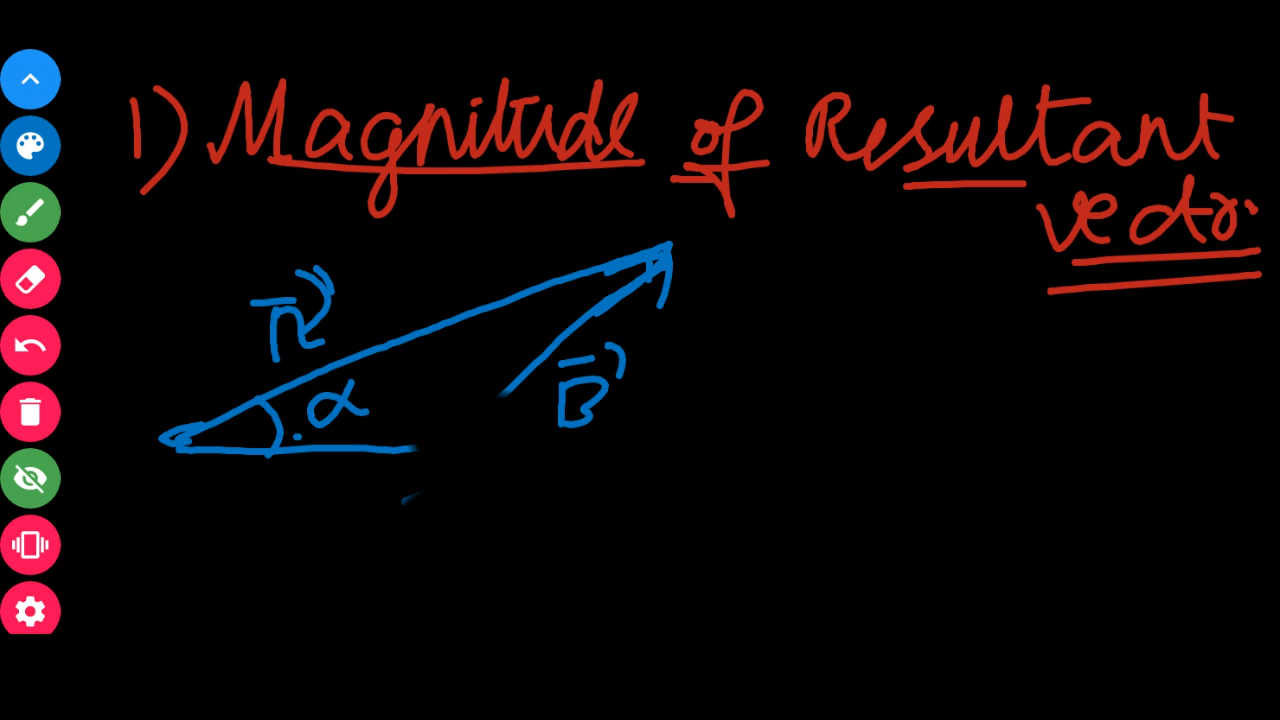 1) Magnitude of Resultant
vector
R
α
B